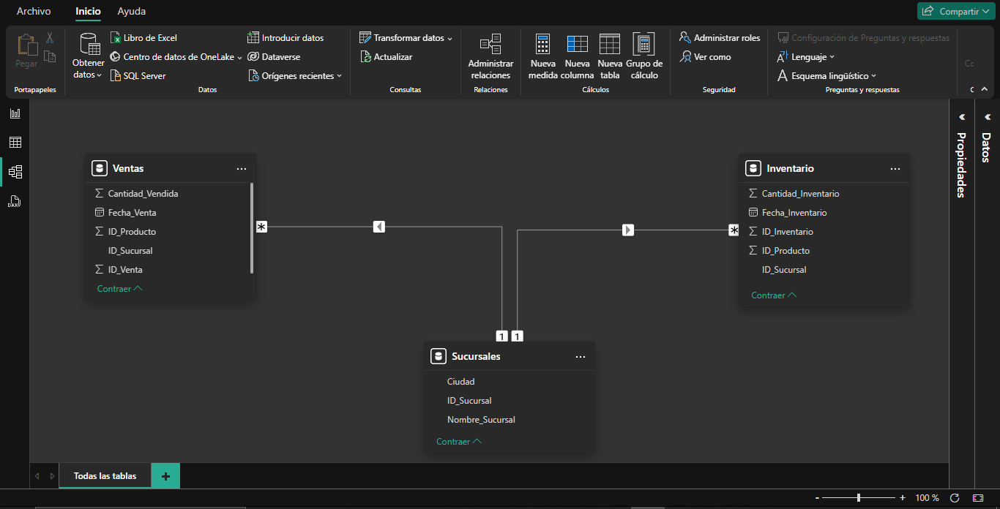 Archivo Inicio Ayuda Compartir
Pegar
Portapapeles
Obtener datos
Libro de Excel
Centro de datos de OneLake
SQL Server
Introducir datos
Dataverse
Orígenes recientes
Datos
Transformar datos
Actualizar
Consultas
Administrar
relaciones
Relaciones
Nueva
medida
Nueva
columna
Nueva
tabla
Grupo de
cálculo
Cálculos
Administrar roles
Ver como
Seguridad
Configuración de Preguntas y respuestas
Lenguaje
Esquema lingüístico
Preguntas y respuestas
Ventas
Σ Cantidad_Vendida
Fecha_Venta
Σ ID_Producto
ID_Sucursal
Σ ID_Venta
Contraer
*
Inventario
Σ Cantidad_Inventario
Fecha_Inventario
Σ ID_Inventario
Σ ID_Producto
ID_Sucursal
Contraer
*
1 1
Sucursales
Ciudad
ID_Sucursal
Nombre_Sucursal
Contraer
Propiedades
Datos
Todas las tablas +
- + 100 %